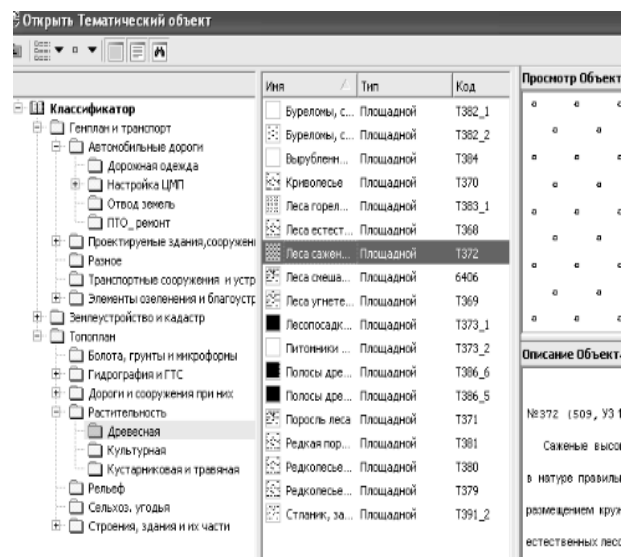 Открыть Тематический объект
Классификатор
Генплан и транспорт
Автомобильные дороги
Дорожная одежда
Настройка ЦМП
Отвод земель
ПТО_ремонт
Проектируемые здания,сооружени
Разное
Транспортные сооружения и устр
Элементы озеленения и благоустр
Землеустройство и кадастр
Топоплан
Болота, грунты и микроформы
Гидрография и ГТС
Дороги и сооружения при них
Растительность
Древесная
Культурная
Кустарниковая и травяная
Рельеф
Сельхоз. угодья
Строения, здания и их части
Имя Тип Код
Буреломы, с... Площадной T382_1
Буреломы, с... Площадной T382_2
Вырубленн... Площадной T384
Криволесье Площадной T370
Леса горел... Площадной T383_1
Леса естест... Площадной T368
Леса сажен... Площадной T372
Леса смеша... Площадной 6406
Леса угнете... Площадной T369
Лесопосадк... Площадной T373_1
Питомники ... Площадной T373_2
Полосы дре... Площадной T386_6
Полосы дре... Площадной T386_5
Поросль леса Площадной T371
Редкая пор... Площадной T381
Редколесье... Площадной T380
Редколесье... Площадной T379
Стланик, за... Площадной T391_2
Просмотр Объект
Описание Объекта
№372 (509, УЗ 1
Саженые высок
в натуре правиль
размещением круж
естественных лесо